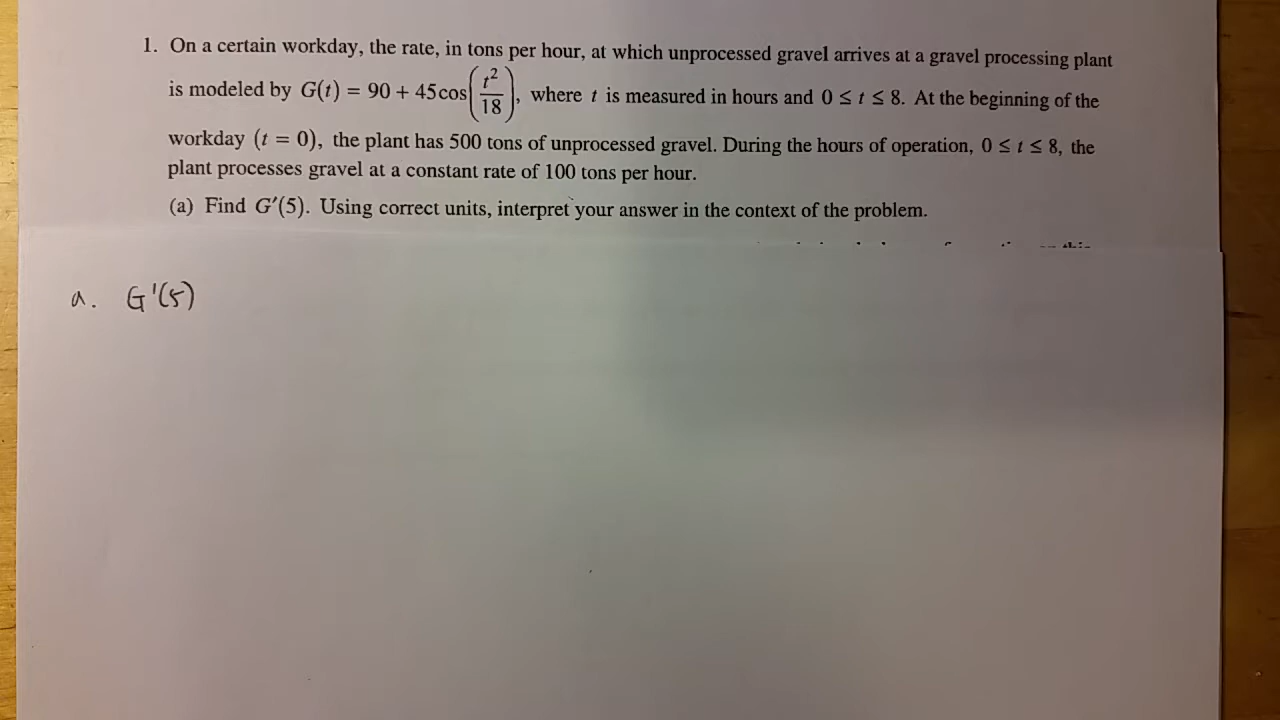 1. On a certain workday, the rate, in tons per hour, at which unprocessed gravel arrives at a gravel processing plant
is modeled by G(t) = 90 + 45cos(t²/18), where t is measured in hours and 0 ≤ t ≤ 8. At the beginning of the
workday (t = 0), the plant has 500 tons of unprocessed gravel. During the hours of operation, 0 ≤ t ≤ 8, the
plant processes gravel at a constant rate of 100 tons per hour.
(a) Find G′(5). Using correct units, interpret your answer in the context of the problem.
a. G'(5)